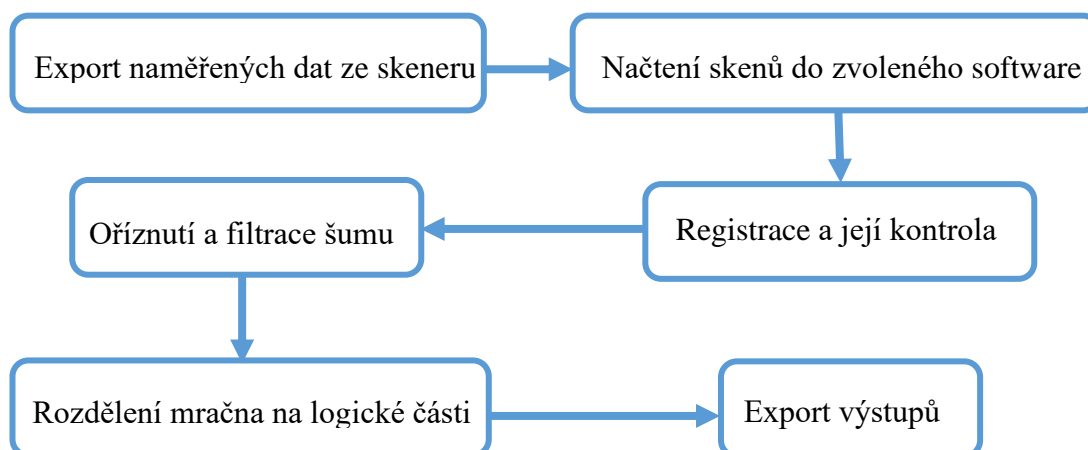 Export naměřených dat ze skeneru
Načtení skenů do zvoleného software
Registrace a její kontrola
Oříznutí a filtrace šumu
Rozdělení mračna na logické části
Export výstupů